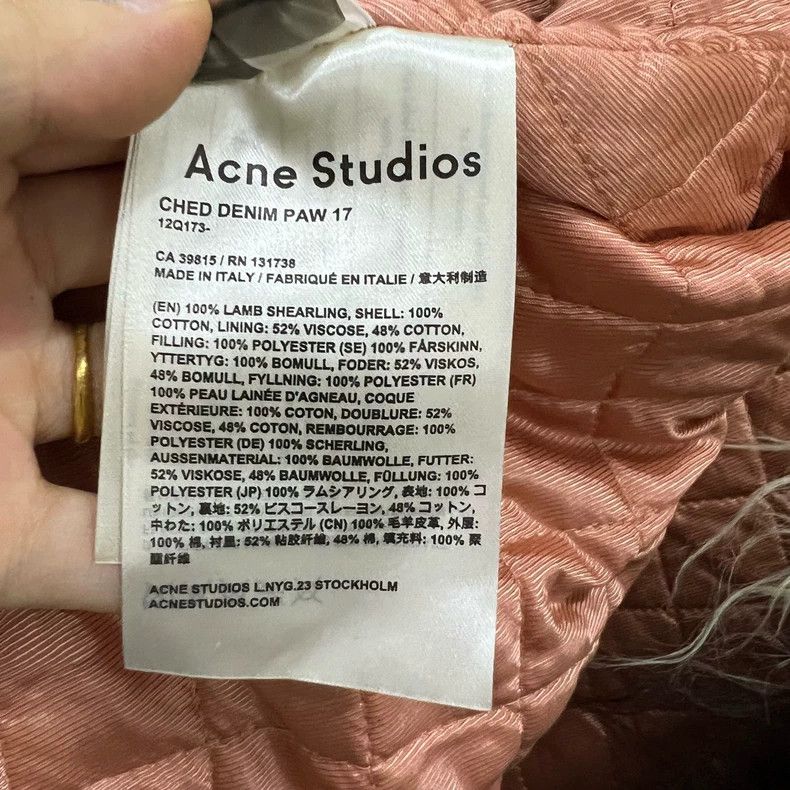 Acne Studios
CHED DENIM PAW 17
12Q173-
CA 39815 / RN 131738
MADE IN ITALY / FABRIQUÉ EN ITALIE / 意大利制造
(EN) 100% LAMB SHEARLING, SHELL: 100%
COTTON, LINING: 52% VISCOSE, 48% COTTON,
FILLING: 100% POLYESTER (SE) 100% FÅRSKINN,
YTTERTYG: 100% BOMULL, FODER: 52% VISKOS,
48% BOMULL, FYLLNING: 100% POLYESTER (FR)
100% PEAU LAINÉE D'AGNEAU, COQUE
EXTÉRIEURE: 100% COTON, DOUBLURE: 52%
VISCOSE, 48% COTON, REMBOURRAGE: 100%
POLYESTER (DE) 100% SCHERLING,
AUSSENMATERIAL: 100% BAUMWOLLE, FUTTER:
52% VISKOSE, 48% BAUMWOLLE, FÜLLUNG: 100%
POLYESTER (JP) 100% ラムシアリング, 表地: 100% コ
ットン, 裏地: 52% ビスコースレーヨン, 48% コットン,
中わた: 100% ポリエステル (CN) 100% 毛羊皮革, 外层:
100% 棉, 衬里: 52% 粘胶纤维, 48% 棉, 填充料: 100% 聚
酯纤维
ACNE STUDIOS L.NYG.23 STOCKHOLM
ACNESTUDIOS.COM